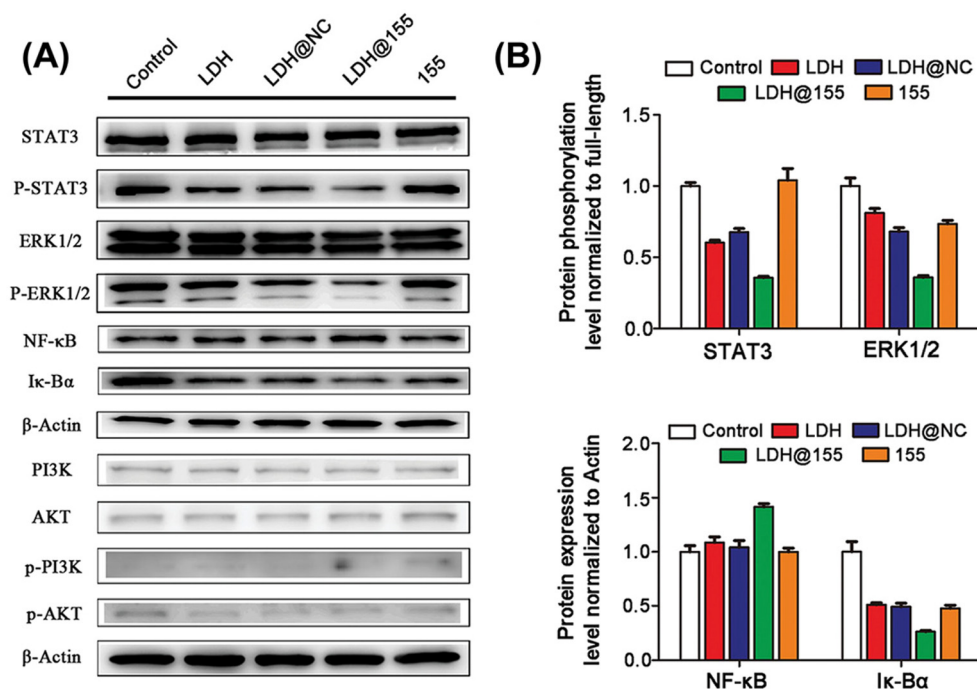 (A)
Control LDH LDH@NC LDH@155 155
STAT3
P-STAT3
ERK1/2
P-ERK1/2
NF-κB
Iκ-Bα
β-Actin
PI3K
AKT
p-PI3K
p-AKT
β-Actin
(B)
Control LDH LDH@NC
LDH@155 155
Protein phosphorylation
level normalized to full-length
1.5
1.0
0.5
0.0
STAT3 ERK1/2
Control LDH LDH@NC
LDH@155 155
Protein expression
level normalized to Actin
2.0
1.5
1.0
0.5
0.0
NF-κB Iκ-Bα